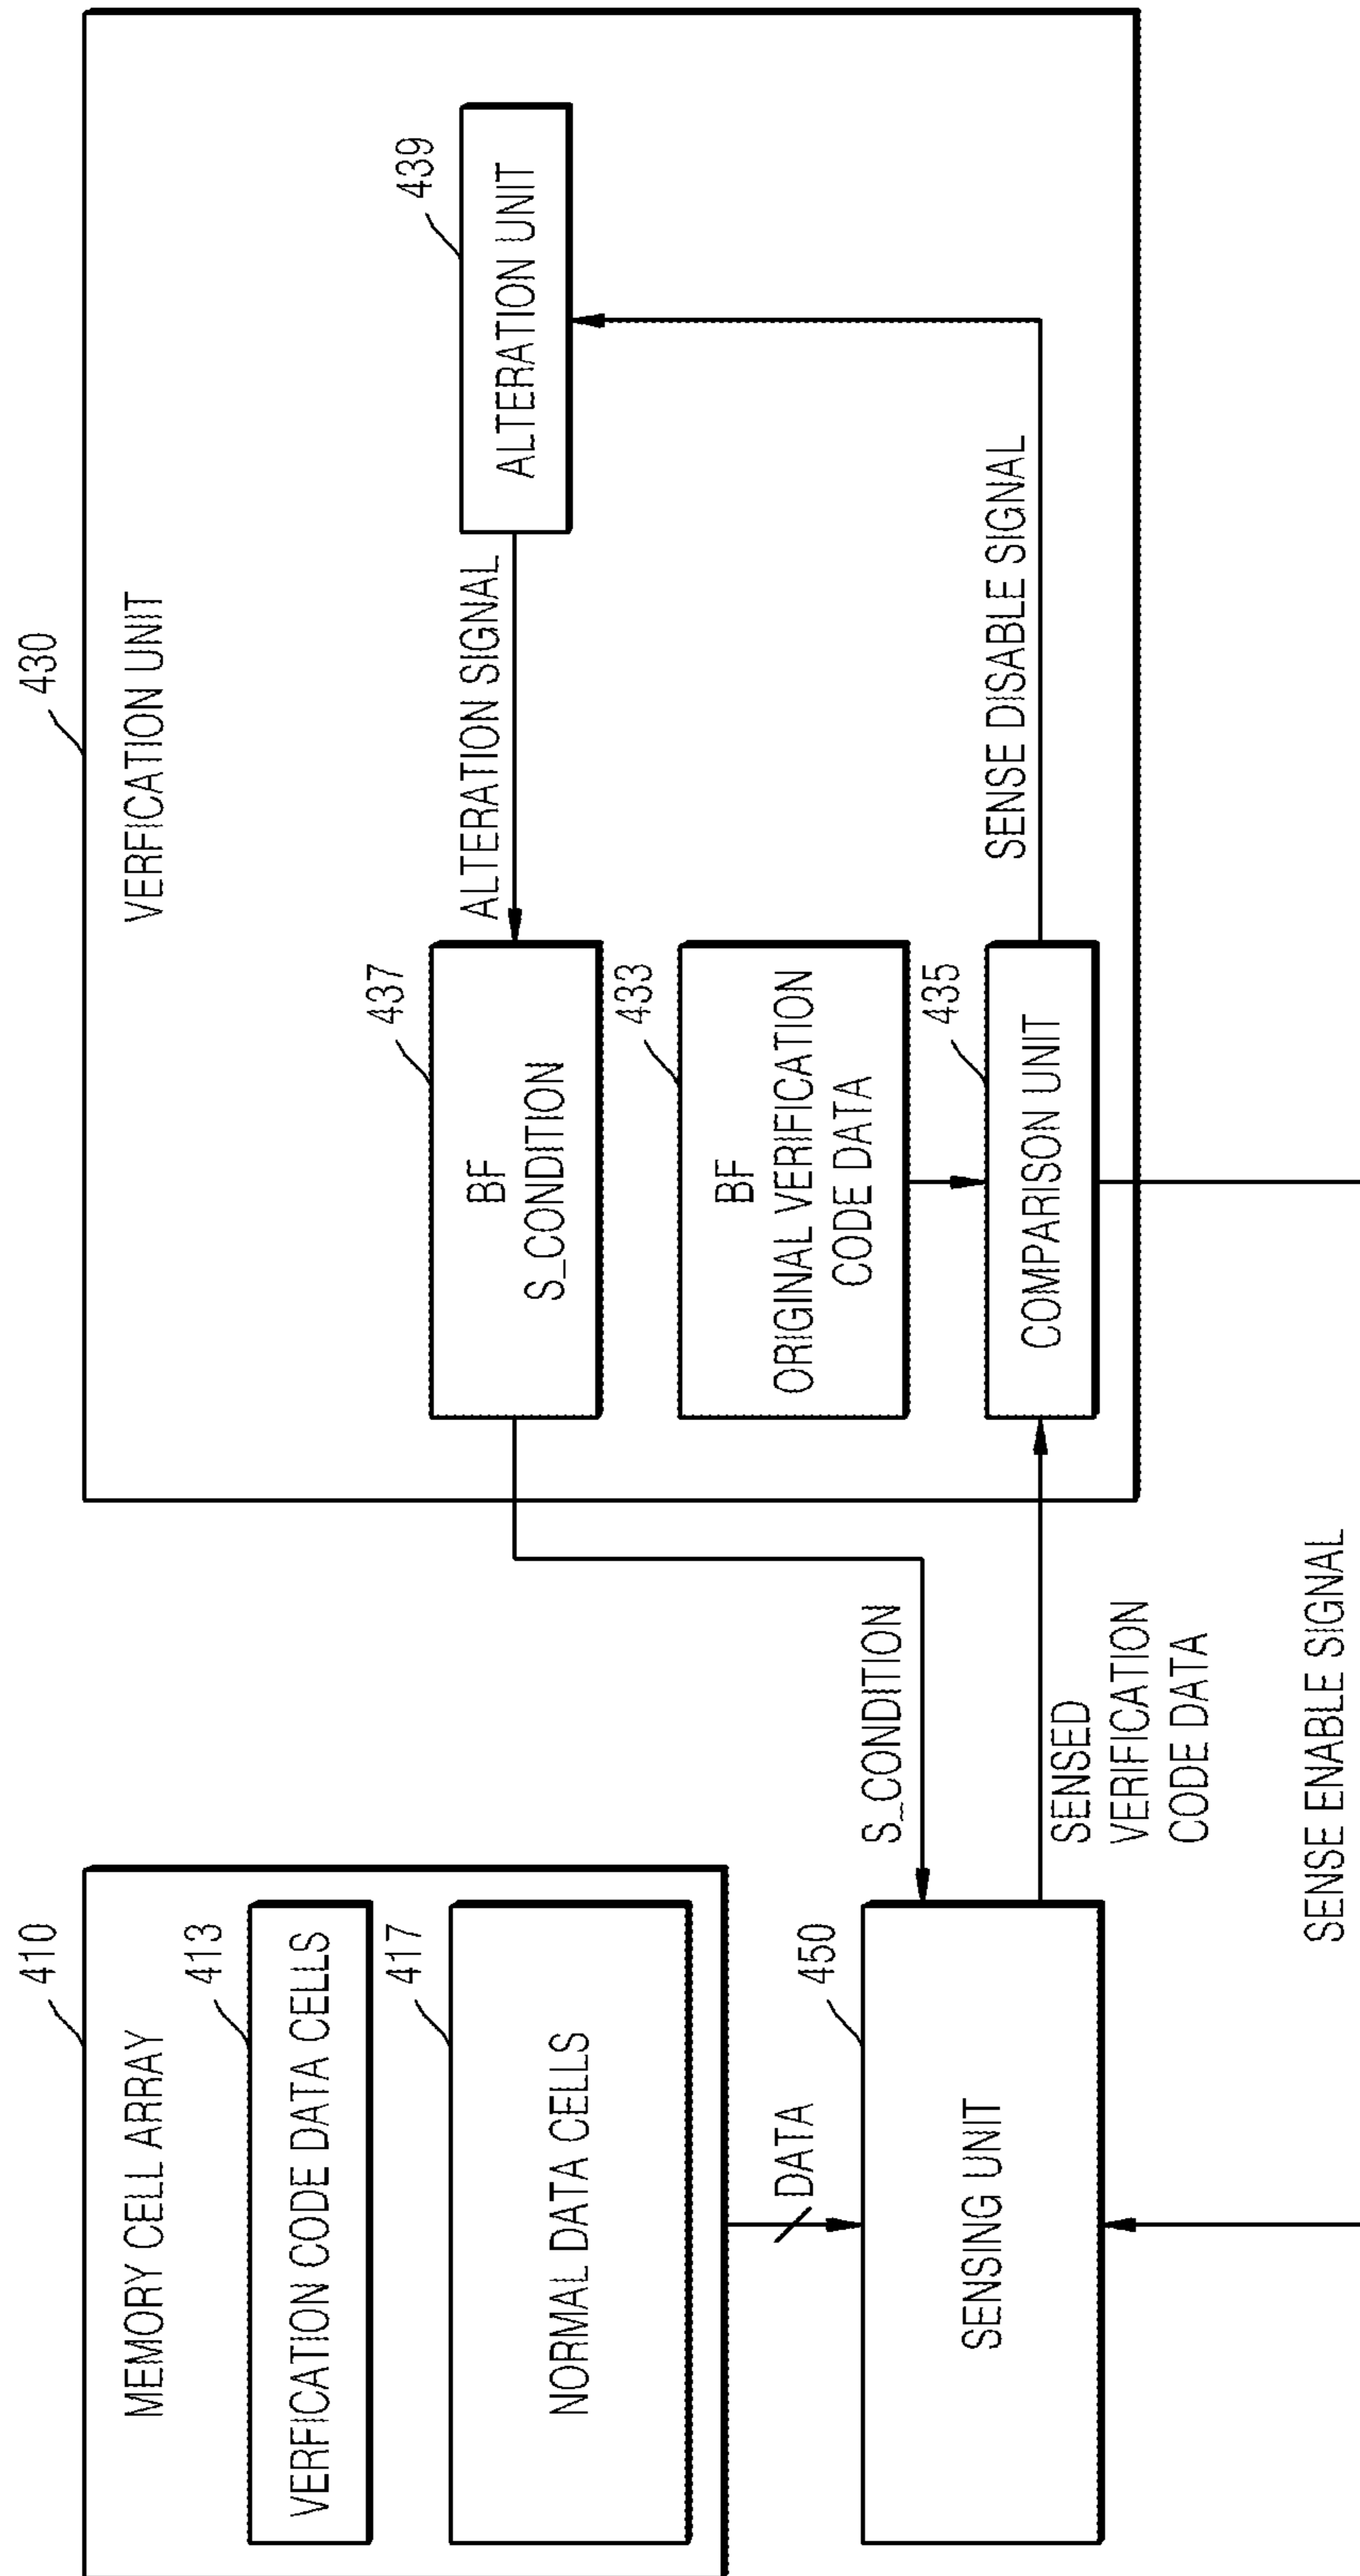 410
MEMORY CELL ARRAY
413
VERFICATION CODE DATA CELLS
417
NORMAL DATA CELLS
DATA
450
SENSING UNIT
S_CONDITION
SENSED
VERIFICATION
CODE DATA
SENSE ENABLE SIGNAL
430
VERFICATION UNIT
437
BF
S_CONDITION
433
BF
ORIGINAL VERIFICATION
CODE DATA
435
COMPARISON UNIT
ALTERATION SIGNAL
439
ALTERATION UNIT
SENSE DISABLE SIGNAL